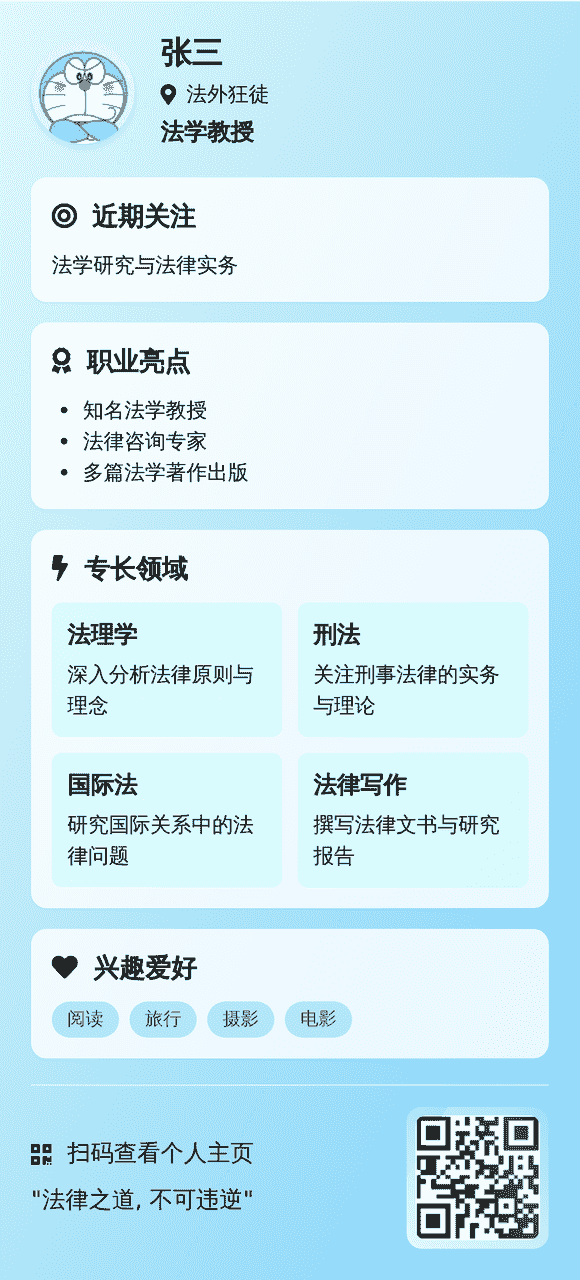 张三
法外狂徒
法学教授
近期关注
法学研究与法律实务
职业亮点
• 知名法学教授
• 法律咨询专家
• 多篇法学著作出版
专长领域
法理学
深入分析法律原则与
理念
刑法
关注刑事法律的实务
与理论
国际法
研究国际关系中的法
律问题
法律写作
撰写法律文书与研究
报告
兴趣爱好
阅读 旅行 摄影 电影
扫码查看个人主页
"法律之道, 不可违逆"